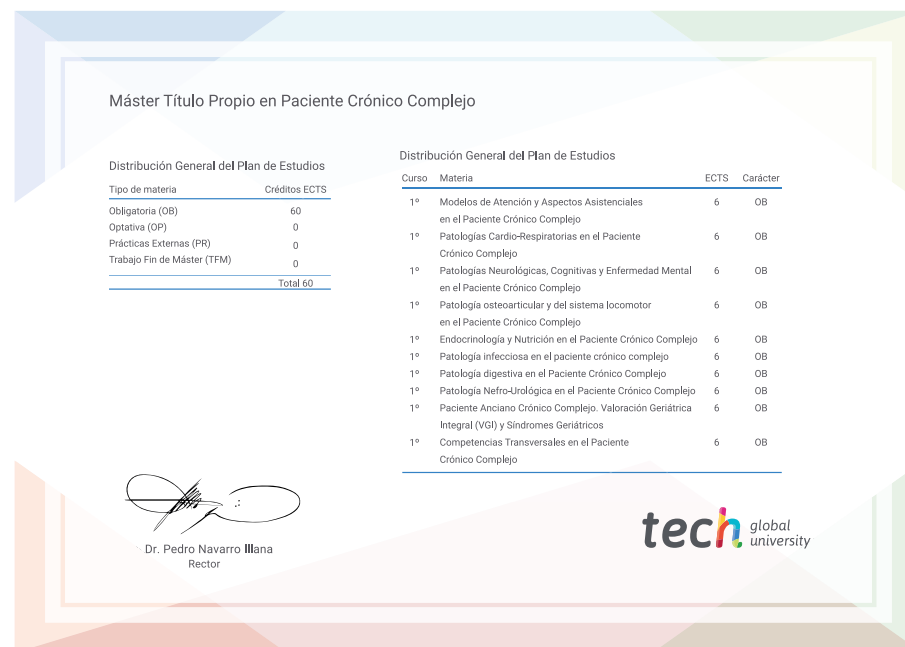 Máster Título Propio en Paciente Crónico Complejo
Distribución General del Plan de Estudios
Tipo de materia Créditos ECTS
Obligatoria (OB) 60
Optativa (OP) 0
Prácticas Externas (PR) 0
Trabajo Fin de Máster (TFM) 0
Total 60
Distribución General del Plan de Estudios
Curso Materia ECTS Carácter
1º Modelos de Atención y Aspectos Asistenciales 6 OB
en el Paciente Crónico Complejo
1º Patologías Cardio-Respiratorias en el Paciente 6 OB
Crónico Complejo
1º Patologías Neurológicas, Cognitivas y Enfermedad Mental 6 OB
en el Paciente Crónico Complejo
1º Patología osteoarticular y del sistema locomotor 6 OB
en el Paciente Crónico Complejo
1º Endocrinología y Nutrición en el Paciente Crónico Complejo 6 OB
1º Patología infecciosa en el paciente crónico complejo 6 OB
1º Patología digestiva en el Paciente Crónico Complejo 6 OB
1º Patología Nefro-Urológica en el Paciente Crónico Complejo 6 OB
1º Paciente Anciano Crónico Complejo. Valoración Geriátrica 6 OB
Integral (VGI) y Síndromes Geriátricos
1º Competencias Transversales en el Paciente 6 OB
Crónico Complejo
Dr. Pedro Navarro Illana
Rector
tech global
university